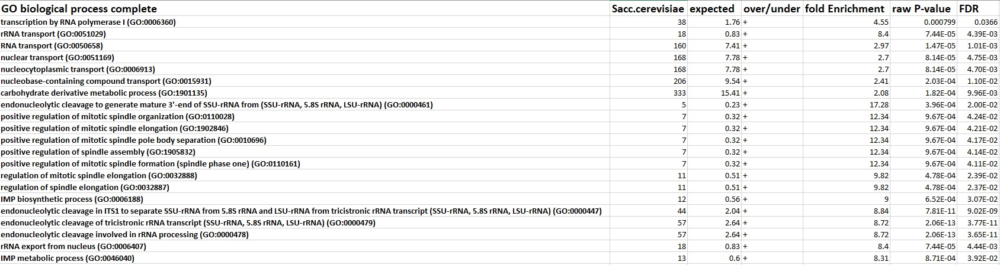 GO biological process complete Sacc.cerevisiae expected over/under fold Enrichment raw P-value FDR
transcription by RNA polymerase I (GO:0006360) 38 1.76 + 4.55 0.000799 0.0366
rRNA transport (GO:0051029) 18 0.83 + 8.4 7.44E-05 4.39E-03
RNA transport (GO:0050658) 160 7.41 + 2.97 1.47E-05 1.01E-03
nuclear transport (GO:0051169) 168 7.78 + 2.7 8.14E-05 4.75E-03
nucleocytoplasmic transport (GO:0006913) 168 7.78 + 2.7 8.14E-05 4.70E-03
nucleobase-containing compound transport (GO:0015931) 206 9.54 + 2.41 2.03E-04 1.10E-02
carbohydrate derivative metabolic process (GO:1901135) 333 15.41 + 2.08 1.82E-04 9.96E-03
endonucleolytic cleavage to generate mature 3'-end of SSU-rRNA from (SSU-rRNA, 5.8S rRNA, LSU-rRNA) (GO:0000461) 5 0.23 + 17.28 3.96E-04 2.00E-02
positive regulation of mitotic spindle organization (GO:0110028) 7 0.32 + 12.34 9.67E-04 4.24E-02
positive regulation of mitotic spindle elongation (GO:1902846) 7 0.32 + 12.34 9.67E-04 4.21E-02
positive regulation of mitotic spindle pole body separation (GO:0010696) 7 0.32 + 12.34 9.67E-04 4.17E-02
positive regulation of spindle assembly (GO:1905832) 7 0.32 + 12.34 9.67E-04 4.14E-02
positive regulation of mitotic spindle formation (spindle phase one) (GO:0110161) 7 0.32 + 12.34 9.67E-04 4.11E-02
regulation of mitotic spindle elongation (GO:0032888) 11 0.51 + 9.82 4.78E-04 2.39E-02
regulation of spindle elongation (GO:0032887) 11 0.51 + 9.82 4.78E-04 2.37E-02
IMP biosynthetic process (GO:0006188) 12 0.56 + 9 6.52E-04 3.07E-02
endonucleolytic cleavage in ITS1 to separate SSU-rRNA from 5.8S rRNA and LSU-rRNA from tricistronic rRNA transcript (SSU-rRNA, 5.8S rRNA, LSU-rRNA) (GO:0000447) 44 2.04 + 8.84 7.81E-11 9.02E-09
endonucleolytic cleavage of tricistronic rRNA transcript (SSU-rRNA, 5.8S rRNA, LSU-rRNA) (GO:0000479) 57 2.64 + 8.72 2.06E-13 3.77E-11
endonucleolytic cleavage involved in rRNA processing (GO:0000478) 57 2.64 + 8.72 2.06E-13 3.65E-11
rRNA export from nucleus (GO:0006407) 18 0.83 + 8.4 7.44E-05 4.44E-03
IMP metabolic process (GO:0046040) 13 0.6 + 8.31 8.71E-04 3.92E-02